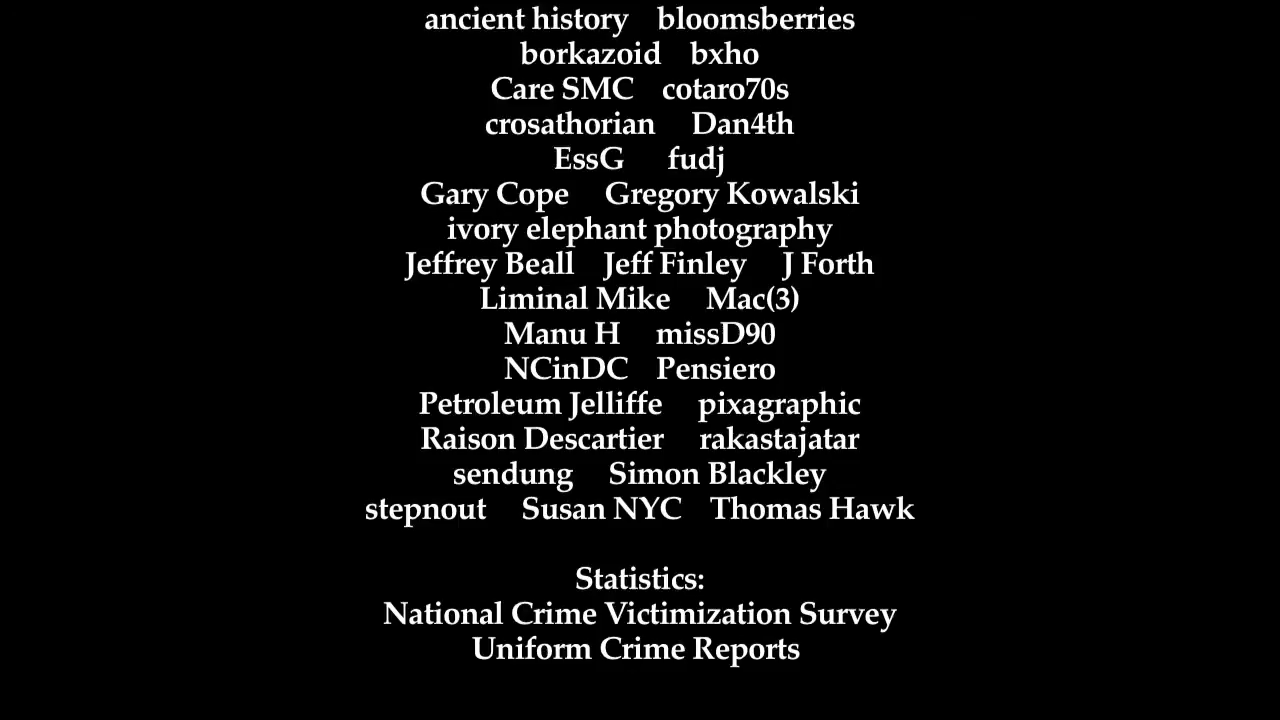 ancient history bloomsberries
borkazoid bxho
Care SMC cotaro70s
crosathorian Dan4th
EssG fudj
Gary Cope Gregory Kowalski
ivory elephant photography
Jeffrey Beall Jeff Finley J Forth
Liminal Mike Mac(3)
Manu H missD90
NCinDC Pensiero
Petroleum Jelliffe pixagraphic
Raison Descartier rakastajatar
sendung Simon Blackley
stepnout Susan NYC Thomas Hawk
Statistics:
National Crime Victimization Survey
Uniform Crime Reports